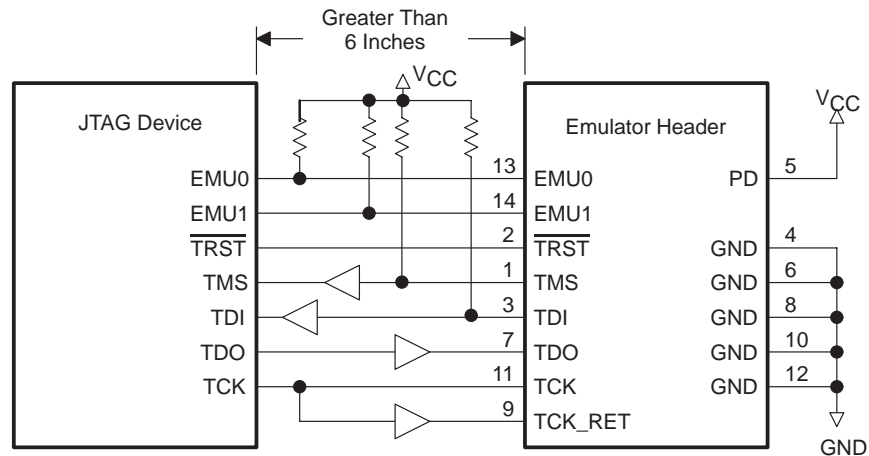 Greater Than
6 Inches
VCC
JTAG Device
Emulator Header
VCC
EMU0 13 EMU0 PD 5
EMU1 14 EMU1
TRST 2 TRST GND 4
TMS 1 TMS GND 6
TDI 3 TDI GND 8
TDO 7 TDO GND 10
TCK 11 TCK GND 12
9 TCK_RET
GND